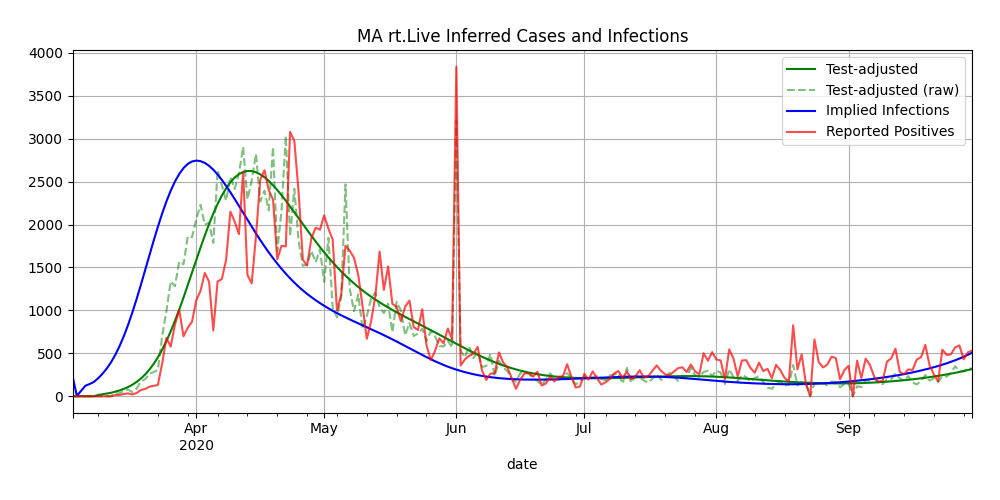 MA rt.Live Inferred Cases and Infections
4000
3500
3000
2500
2000
1500
1000
500
0
Test-adjusted
Test-adjusted (raw)
Implied Infections
Reported Positives
Apr
2020
May
Jun
Jul
Aug
Sep
date